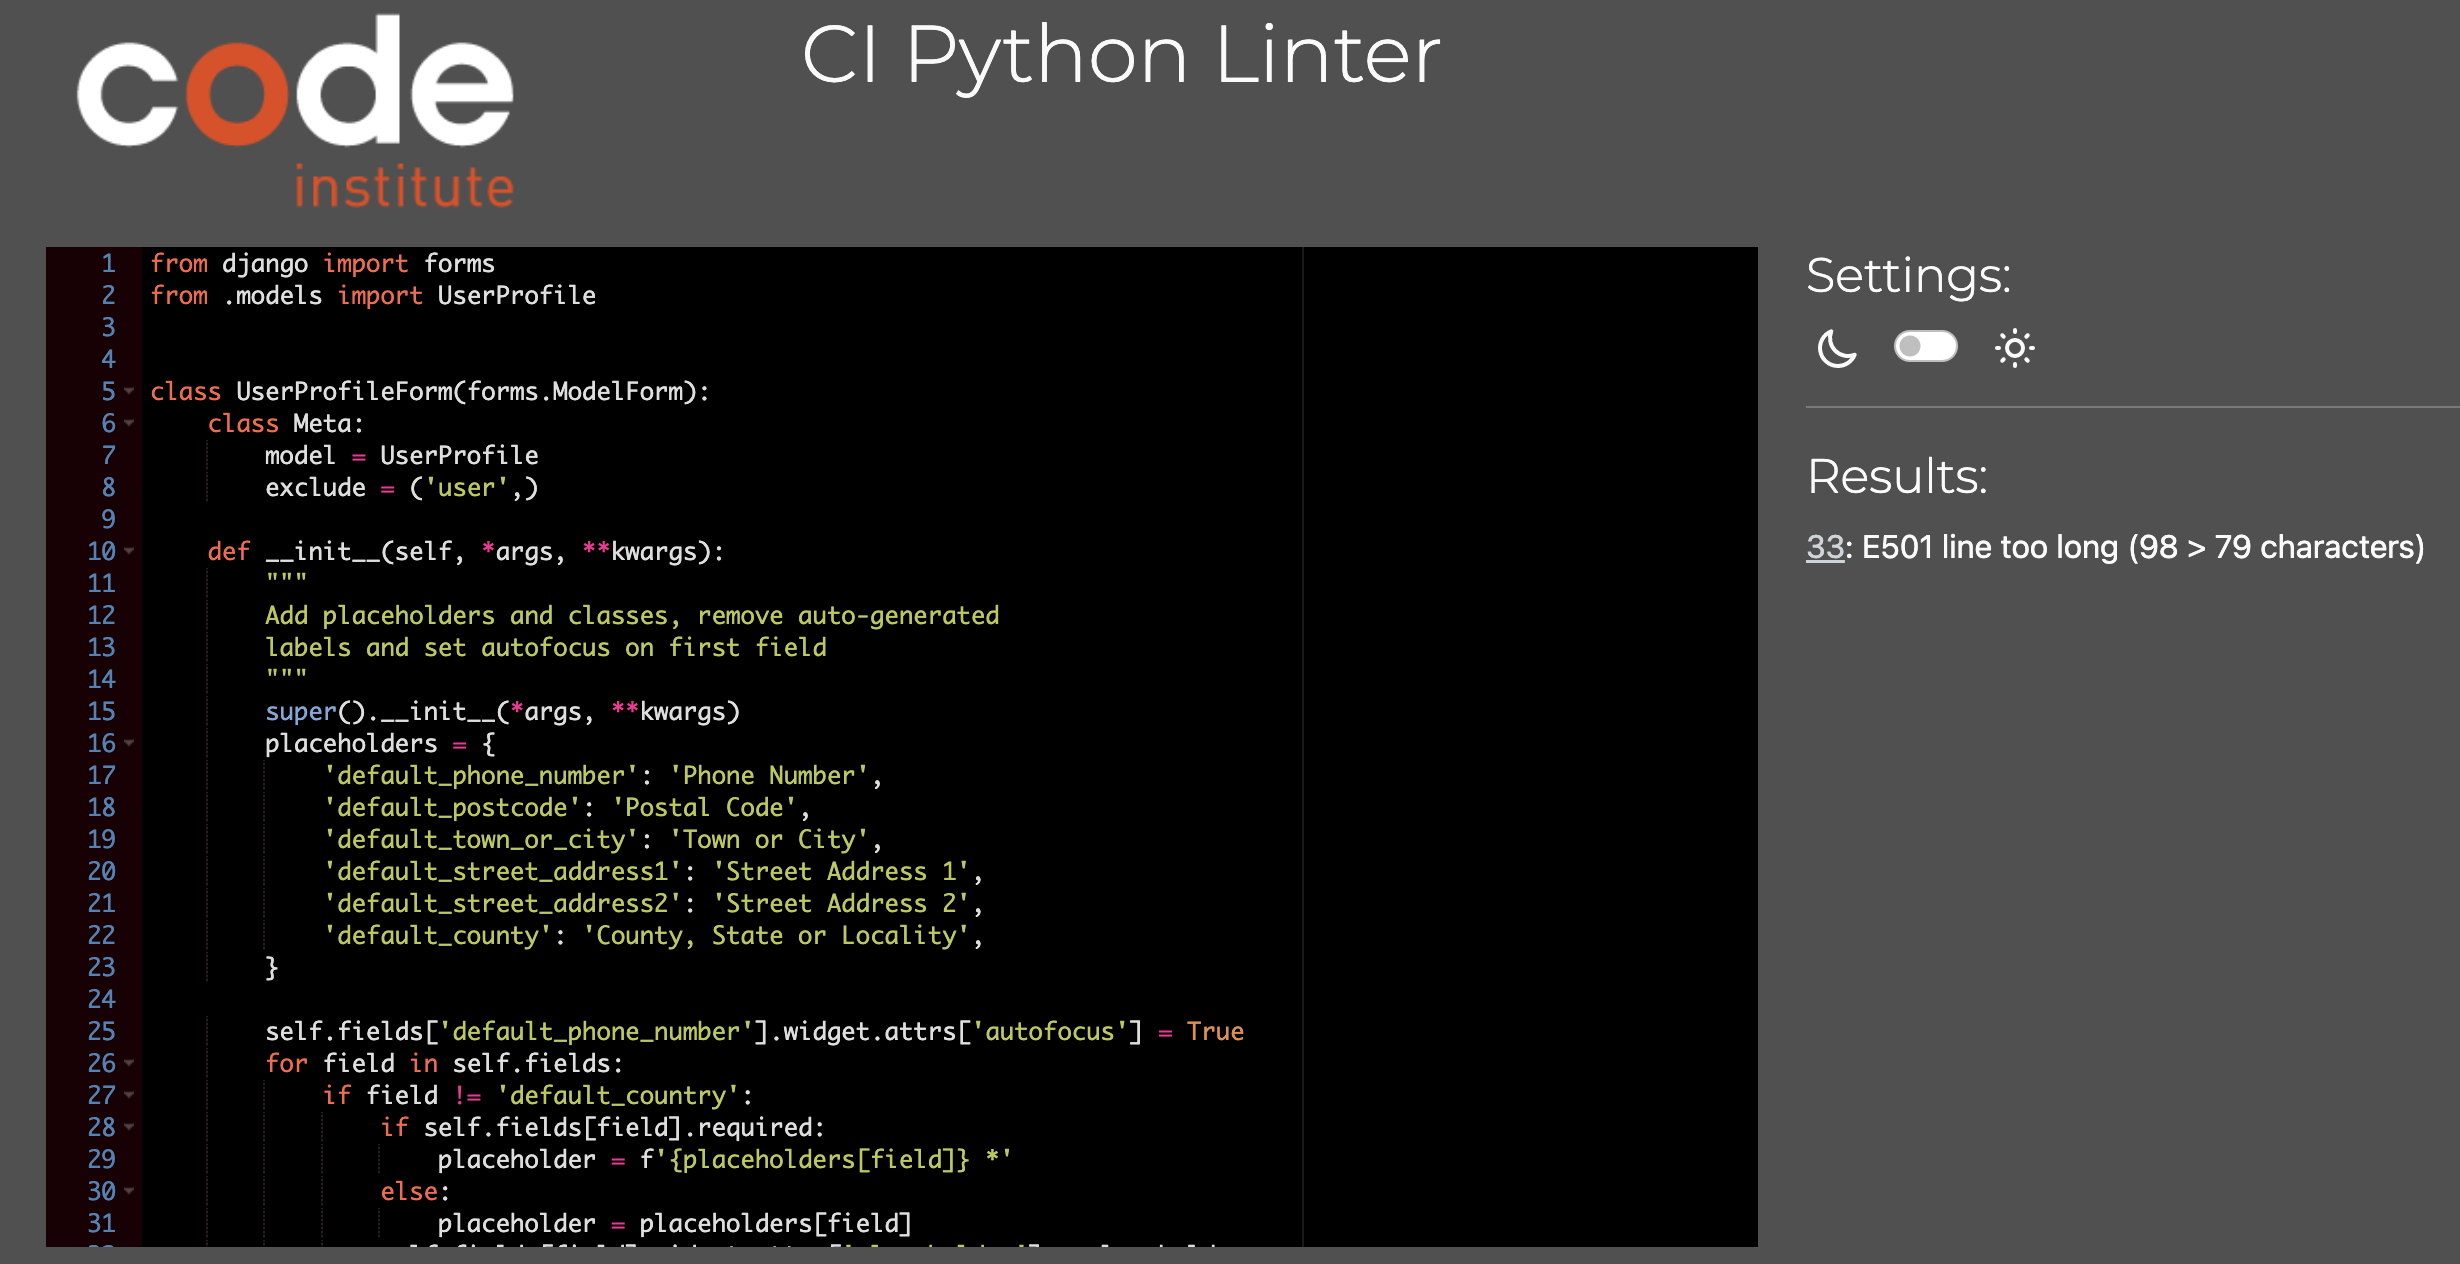 code
institute
CI Python Linter
1 from django import forms
2 from .models import UserProfile
3
4
5 class UserProfileForm(forms.ModelForm):
6     class Meta:
7         model = UserProfile
8         exclude = ('user',)
9
10     def __init__(self, *args, **kwargs):
11         """
12         Add placeholders and classes, remove auto-generated
13         labels and set autofocus on first field
14         """
15         super().__init__(*args, **kwargs)
16         placeholders = {
17             'default_phone_number': 'Phone Number',
18             'default_postcode': 'Postal Code',
19             'default_town_or_city': 'Town or City',
20             'default_street_address1': 'Street Address 1',
21             'default_street_address2': 'Street Address 2',
22             'default_county': 'County, State or Locality',
23         }
24
25         self.fields['default_phone_number'].widget.attrs['autofocus'] = True
26         for field in self.fields:
27             if field != 'default_country':
28                 if self.fields[field].required:
29                     placeholder = f'{placeholders[field]} *'
30                 else:
31                     placeholder = placeholders[field]
Settings:
Results:
33: E501 line too long (98 > 79 characters)